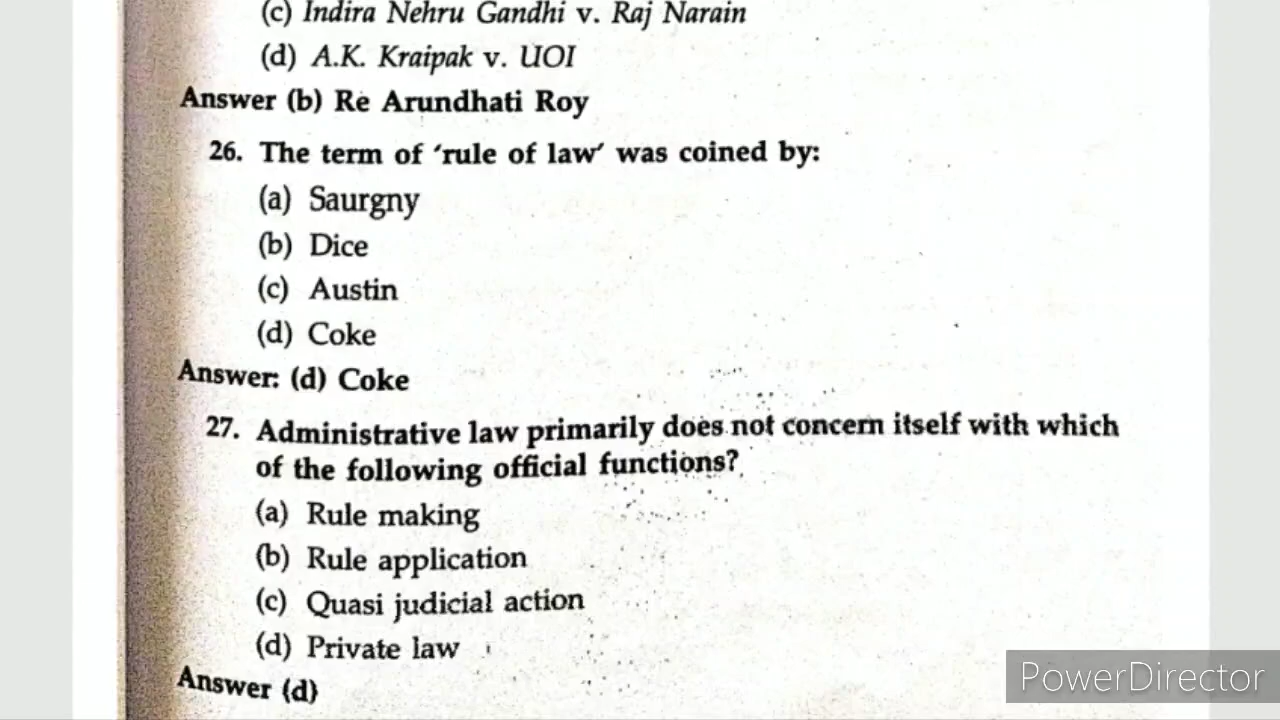 (c) Indira Nehru Gandhi v. Raj Narain
(d) A.K. Kraipak v. UOI
Answer (b) Re Arundhati Roy
26. The term of ‘rule of law’ was coined by:
(a) Saurgny
(b) Dice
(c) Austin
(d) Coke
Answer: (d) Coke
27. Administrative law primarily does not concern itself with which
of the following official functions?
(a) Rule making
(b) Rule application
(c) Quasi judicial action
(d) Private law
Answer (d)
PowerDirector